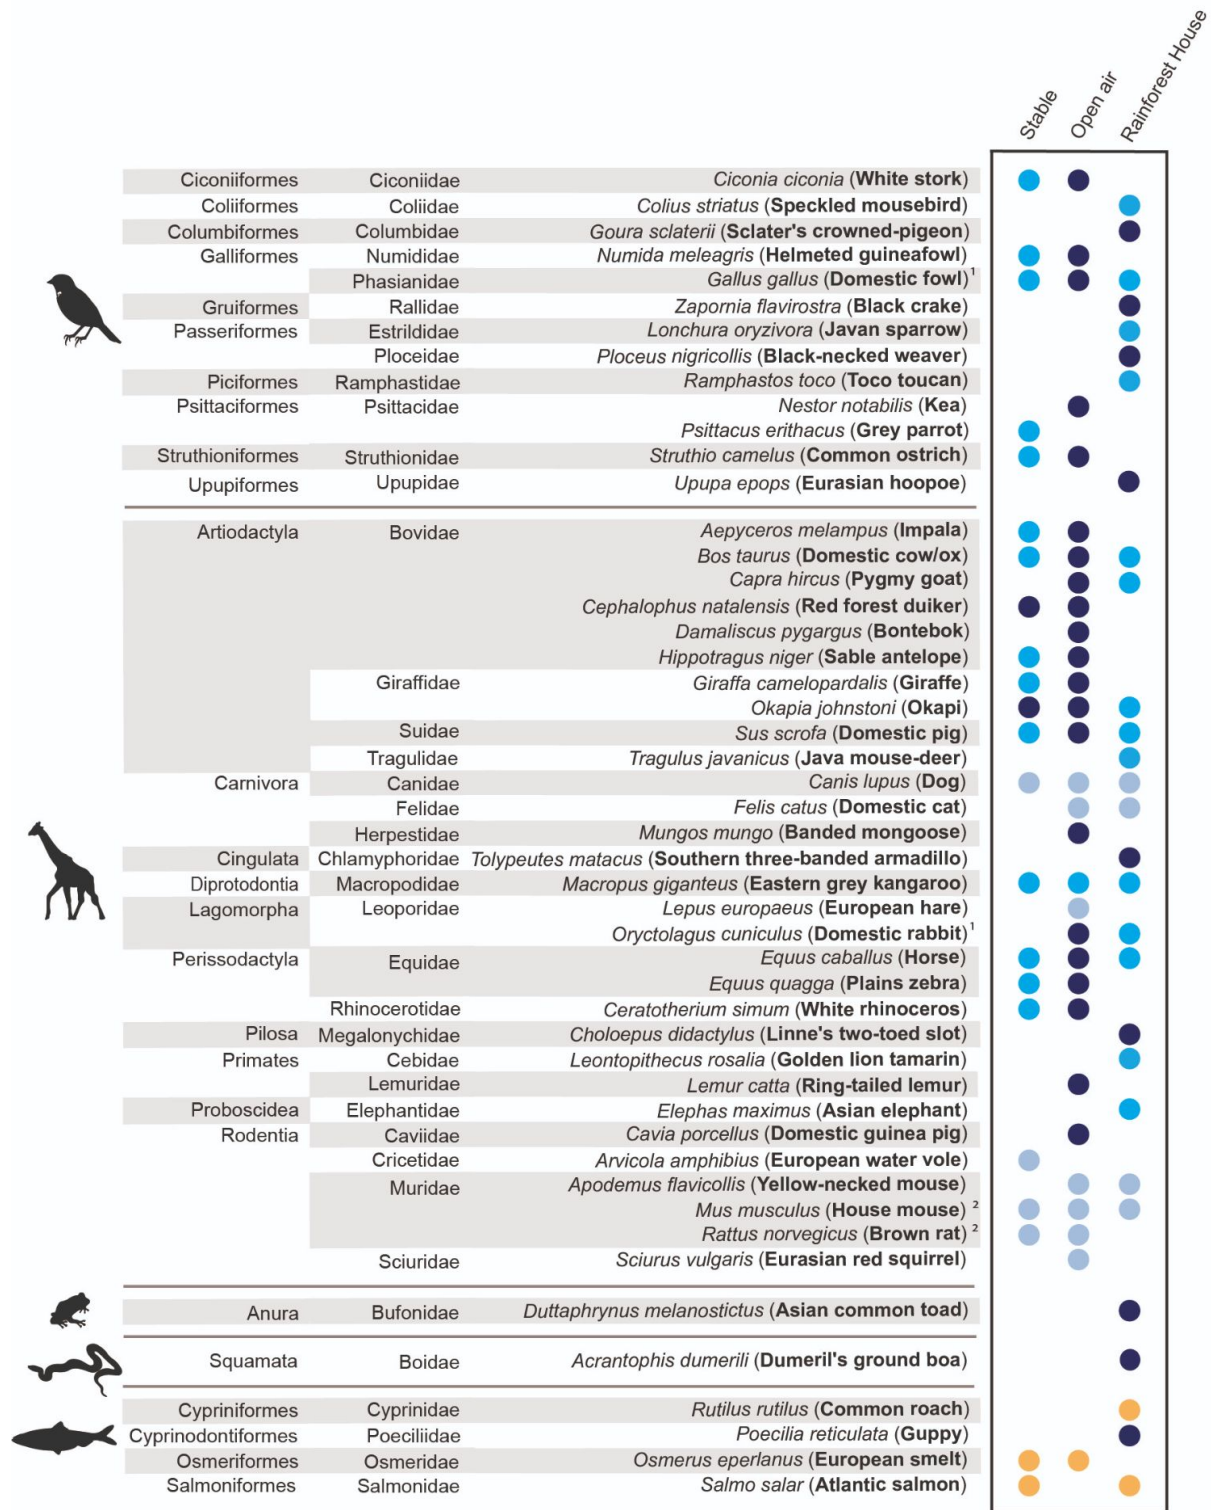 Stable Open air Rainforest House
Ciconiiformes Ciconiidae Ciconia ciconia (White stork)
Coliiformes Coliidae Colius striatus (Speckled mousebird)
Columbiformes Columbidae Goura sclaterii (Sclater's crowned-pigeon)
Galliformes Numididae Numida meleagris (Helmeted guineafowl)
Phasianidae Gallus gallus (Domestic fowl)¹
Gruiformes Rallidae Zapornia flavirostra (Black crake)
Passeriformes Estrildidae Lonchura oryzivora (Javan sparrow)
Ploceidae Ploceus nigricollis (Black-necked weaver)
Piciformes Ramphastidae Ramphastos toco (Toco toucan)
Psittaciformes Psittacidae Nestor notabilis (Kea)
Psittacus erithacus (Grey parrot)
Struthioniformes Struthionidae Struthio camelus (Common ostrich)
Upupiformes Upupidae Upupa epops (Eurasian hoopoe)
Artiodactyla Bovidae Aepyceros melampus (Impala)
Bos taurus (Domestic cow/ox)
Capra hircus (Pygmy goat)
Cephalophus natalensis (Red forest duiker)
Damaliscus pygargus (Bontebok)
Hippotragus niger (Sable antelope)
Giraffidae Giraffa camelopardalis (Giraffe)
Okapia johnstoni (Okapi)
Suidae Sus scrofa (Domestic pig)
Tragulidae Tragulus javanicus (Java mouse-deer)
Carnivora Canidae Canis lupus (Dog)
Felidae Felis catus (Domestic cat)
Herpestidae Mungos mungo (Banded mongoose)
Cingulata Chlamyphoridae Tolypeutes matacus (Southern three-banded armadillo)
Diprotodontia Macropodidae Macropus giganteus (Eastern grey kangaroo)
Lagomorpha Leoporidae Lepus europaeus (European hare)
Oryctolagus cuniculus (Domestic rabbit)¹
Perissodactyla Equidae Equus caballus (Horse)
Equus quagga (Plains zebra)
Rhinocerotidae Ceratotherium simum (White rhinoceros)
Pilosa Megalonychidae Choloepus didactylus (Linne's two-toed slot)
Primates Cebidae Leontopithecus rosalia (Golden lion tamarin)
Lemuridae Lemur catta (Ring-tailed lemur)
Proboscidea Elephantidae Elephas maximus (Asian elephant)
Rodentia Caviidae Cavia porcellus (Domestic guinea pig)
Cricetidae Arvicola amphibius (European water vole)
Muridae Apodemus flavicollis (Yellow-necked mouse)
Mus musculus (House mouse) ²
Rattus norvegicus (Brown rat) ²
Sciuridae Sciurus vulgaris (Eurasian red squirrel)
Anura Bufonidae Duttaphrynus melanostictus (Asian common toad)
Squamata Boidae Acrantophis dumerili (Dumeril's ground boa)
Cypriniformes Cyprinidae Rutilus rutilus (Common roach)
Cyprinodontiformes Poeciliidae Poecilia reticulata (Guppy)
Osmeriformes Osmeridae Osmerus eperlanus (European smelt)
Salmoniformes Salmonidae Salmo salar (Atlantic salmon)